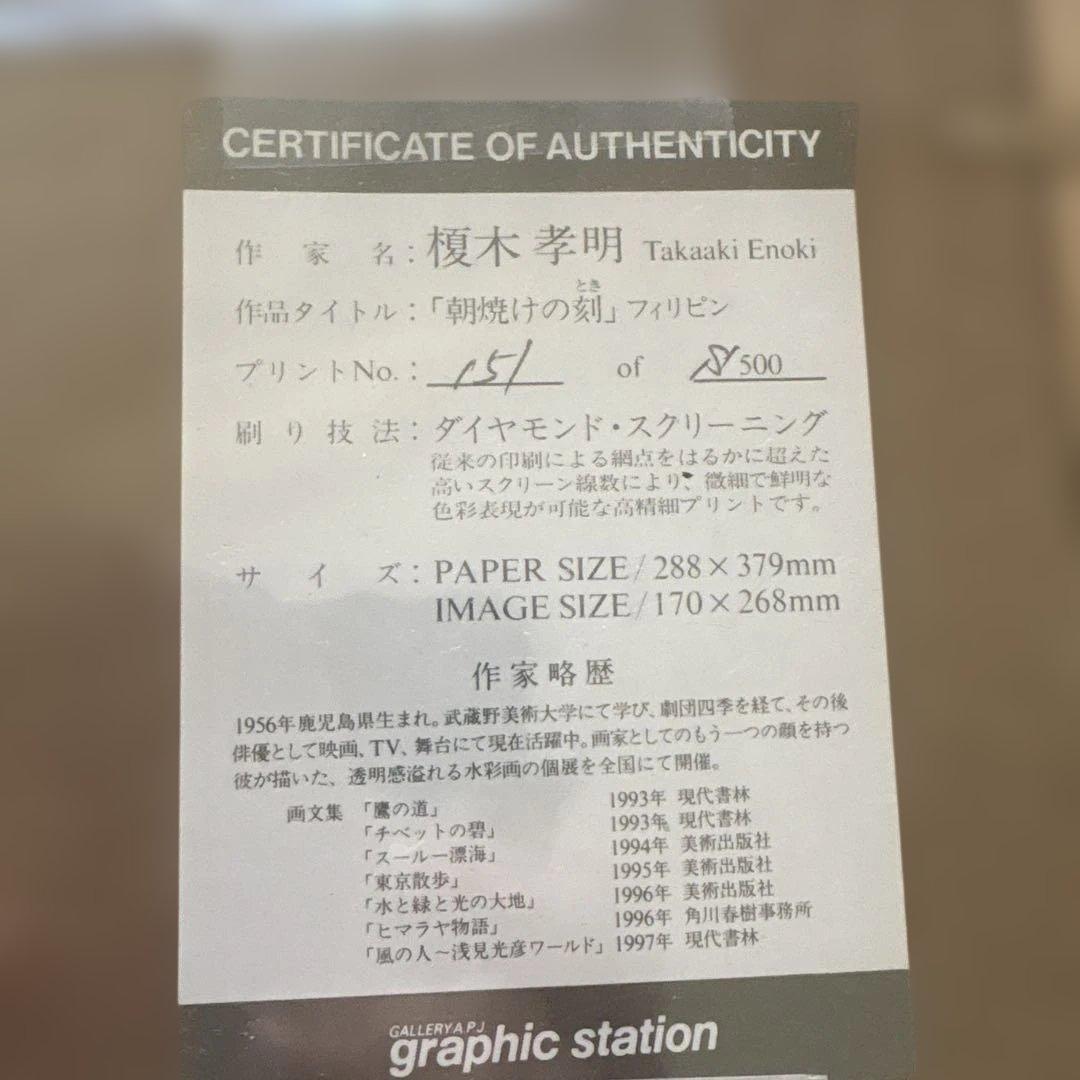 CERTIFICATE OF AUTHENTICITY
作家名：榎木 孝明 Takaaki Enoki
とき
作品タイトル：「朝焼けの刻」フィリピン
プリントNo.： 151 of S/500
刷り技法：ダイヤモンド・スクリーニング
従来の印刷による網点をはるかに超えた
高いスクリーン線数により、微細で鮮明な
色彩表現が可能な高精細プリントです。
サイズ：PAPER SIZE/288×379mm
IMAGE SIZE/170×268mm
作家略歴
1956年鹿児島県生まれ。武蔵野美術大学にて学び、劇団四季を経て、その後
俳優として映画、TV、舞台にて現在活躍中。画家としてのもう一つの顔を持つ
彼が描いた、透明感溢れる水彩画の個展を全国にて開催。
画文集 「鷹の道」 1993年 現代書林
「チベットの碧」 1993年 現代書林
「スールー漂海」 1994年 美術出版社
「東京散歩」 1995年 美術出版社
「水と緑と光の大地」 1996年 美術出版社
「ヒマラヤ物語」 1996年 角川春樹事務所
「風の人〜浅見光彦ワールド」 1997年 現代書林
GALLERY APJ
graphic station